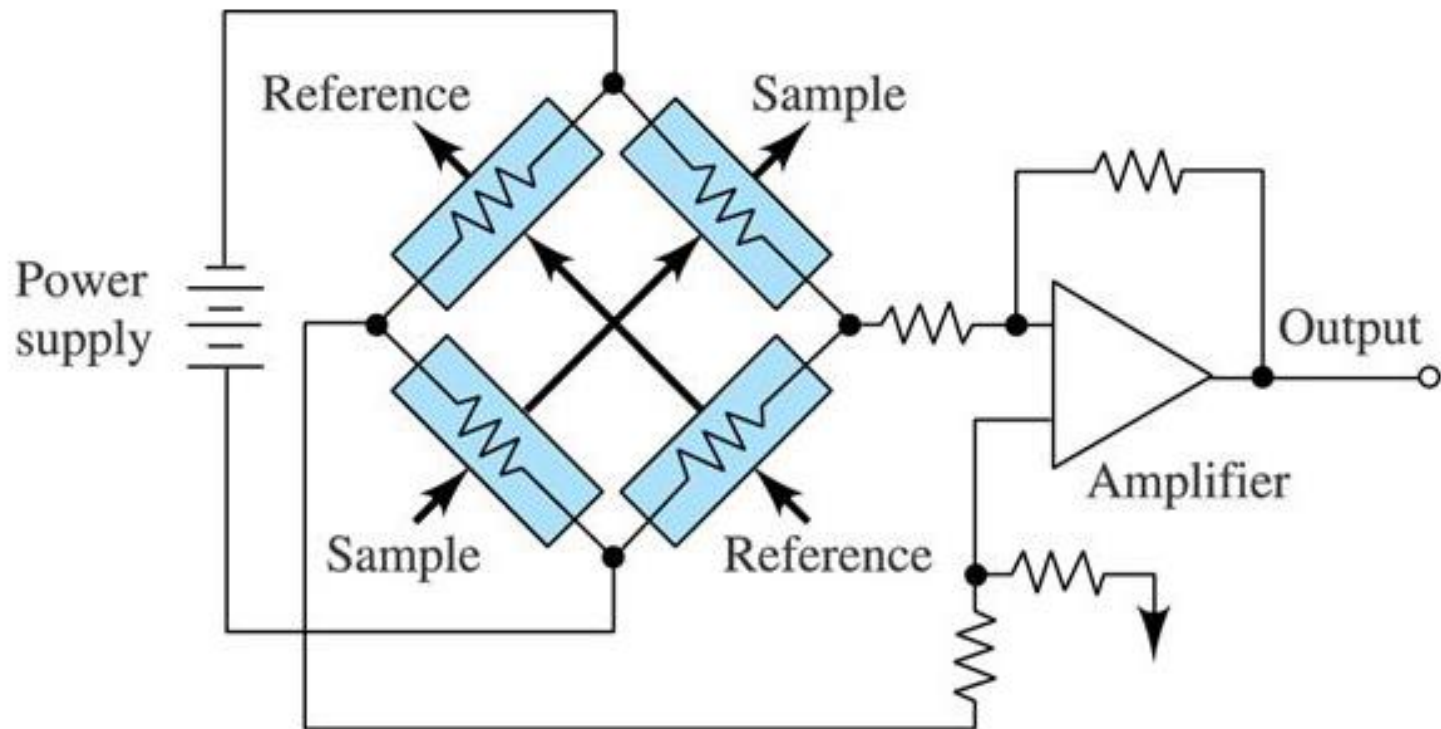 Reference
Sample
Power
supply
Output
Amplifier
Sample
Reference